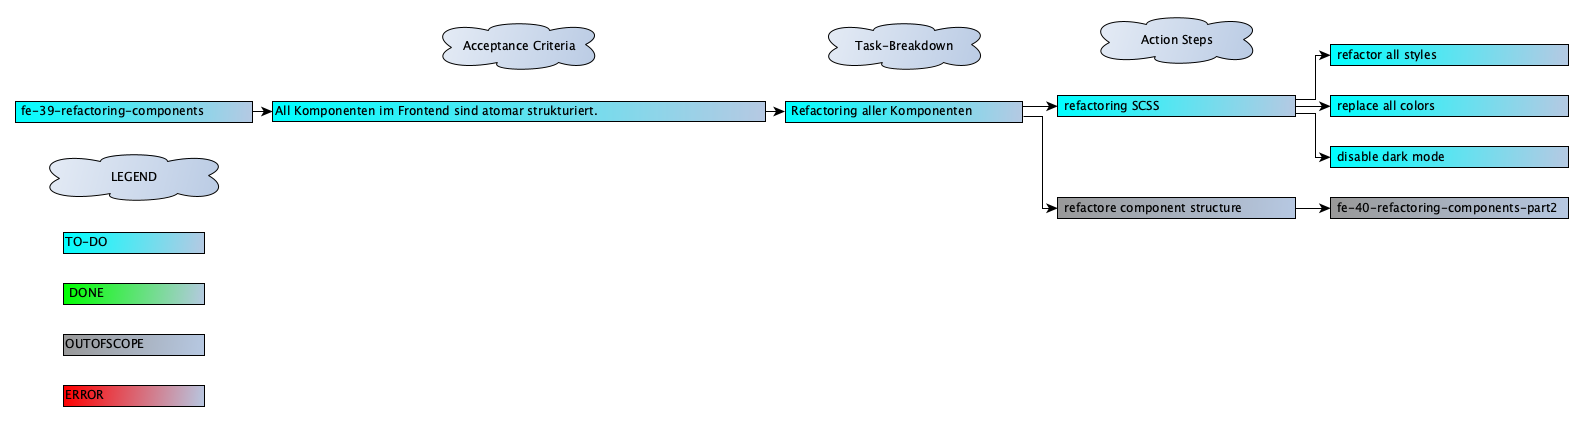 Acceptance Criteria
Task-Breakdown
Action Steps
refactor all styles
fe-39-refactoring-components
All Komponenten im Frontend sind atomar strukturiert.
Refactoring aller Komponenten
refactoring SCSS
replace all colors
disable dark mode
refactore component structure
fe-40-refactoring-components-part2
LEGEND
TO-DO
DONE
OUTOFSCOPE
ERROR